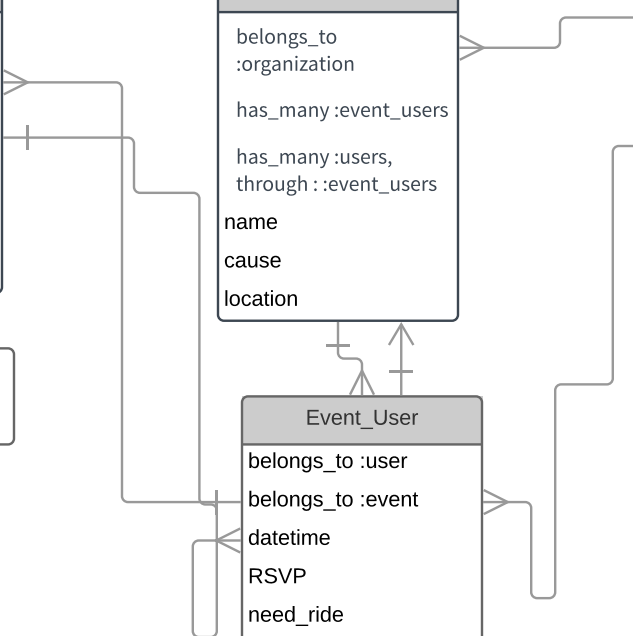 belongs_to
:organization
has_many :event_users
has_many :users,
through : :event_users
name
cause
location
Event_User
belongs_to :user
belongs_to :event
datetime
RSVP
need_ride